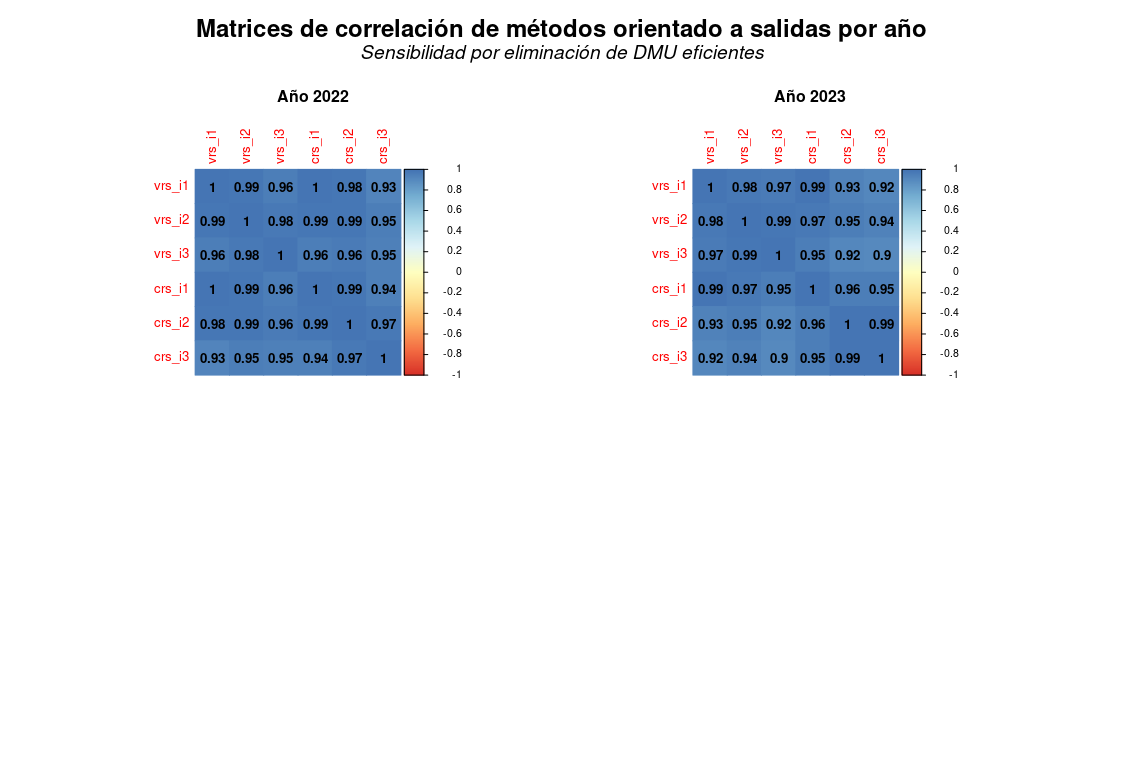 Matrices de correlación de métodos orientado a salidas por año
Sensibilidad por eliminación de DMU eficientes
Año 2022
vrs_i1 vrs_i2 vrs_i3 crs_i1 crs_i2 crs_i3
vrs_i1 1 0.99 0.96 1 0.98 0.93
vrs_i2 0.99 1 0.98 0.99 0.99 0.95
vrs_i3 0.96 0.98 1 0.96 0.96 0.95
crs_i1 1 0.99 0.96 1 0.99 0.94
crs_i2 0.98 0.99 0.96 0.99 1 0.97
crs_i3 0.93 0.95 0.95 0.94 0.97 1
1
0.8
0.6
0.4
0.2
0
-0.2
-0.4
-0.6
-0.8
-1
Año 2023
vrs_i1 vrs_i2 vrs_i3 crs_i1 crs_i2 crs_i3
vrs_i1 1 0.98 0.97 0.99 0.93 0.92
vrs_i2 0.98 1 0.99 0.97 0.95 0.94
vrs_i3 0.97 0.99 1 0.95 0.92 0.9
crs_i1 0.99 0.97 0.95 1 0.96 0.95
crs_i2 0.93 0.95 0.92 0.96 1 0.99
crs_i3 0.92 0.94 0.9 0.95 0.99 1
1
0.8
0.6
0.4
0.2
0
-0.2
-0.4
-0.6
-0.8
-1